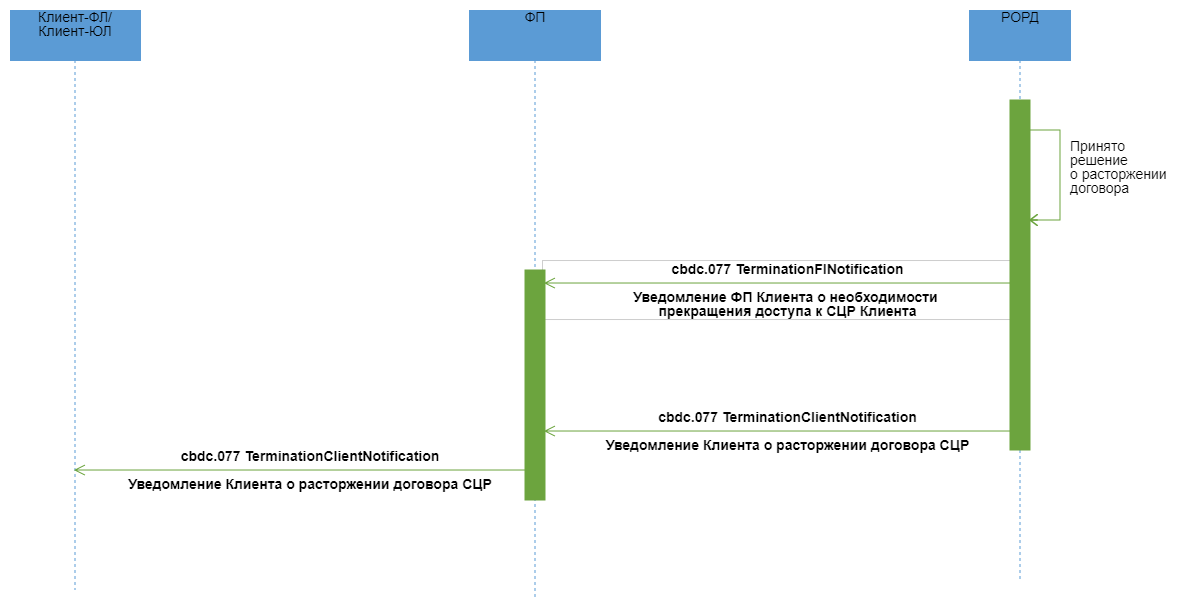 Клиент-ФЛ/
Клиент-ЮЛ
ФП
РОРД
Принято
решение
о расторжении
договора
cbdc.077 TerminationFINotification
Уведомление ФП Клиента о необходимости
прекращения доступа к СЦР Клиента
cbdc.077 TerminationClientNotification
Уведомление Клиента о расторжении договора СЦР
cbdc.077 TerminationClientNotification
Уведомление Клиента о расторжении договора СЦР